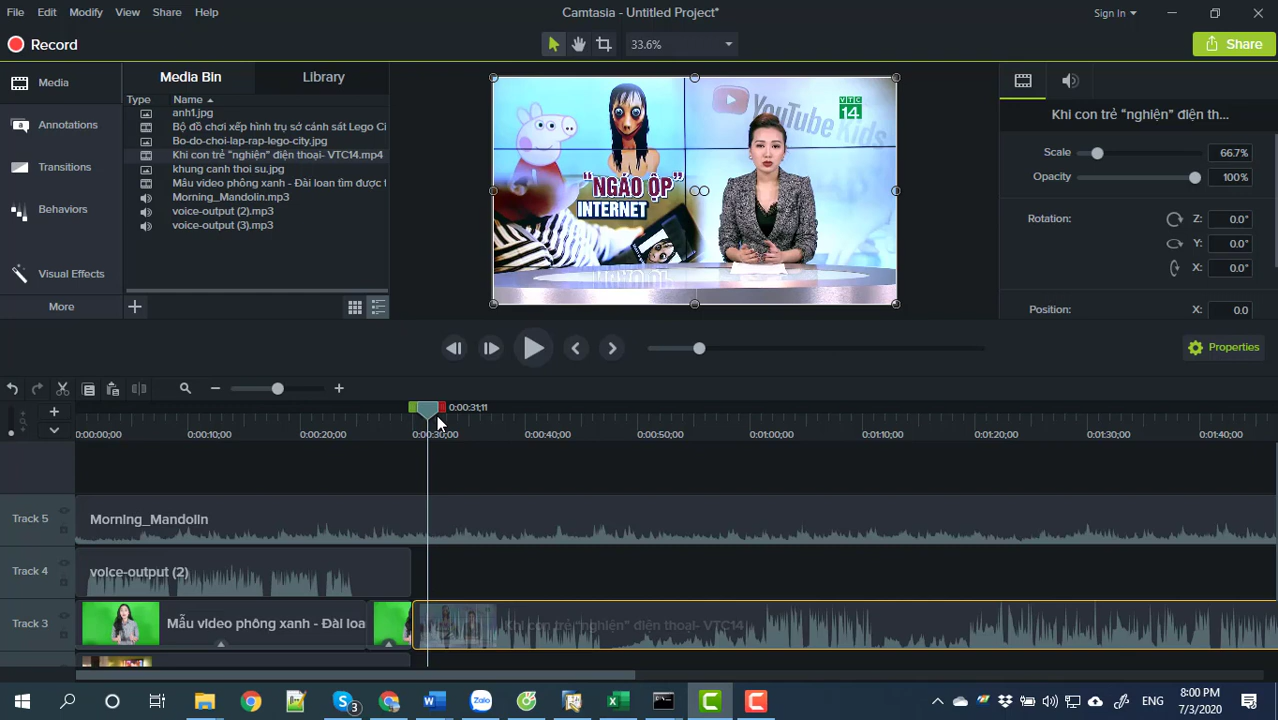 File Edit Modify View Share Help
Camtasia - Untitled Project*
Sign In
Record
33.6%
Share
Media
Annotations
Transitions
Behaviors
Visual Effects
More
Media Bin Library
Type Name
anh1.jpg
Bộ đồ chơi xếp hình trụ sở cảnh sát Lego Ci
Bo-do-choi-lap-rap-lego-city.jpg
Khi con trẻ “nghiện” điện thoại- VTC14.mp4
khung canh thoi su.jpg
Mẫu video phông xanh - Đài loan tìm được t
Morning_Mandolin.mp3
voice-output (2).mp3
voice-output (3).mp3
YouTube Kids
VTC
14
“NGÁO ỘP”
INTERNET
Khi con trẻ “nghiện” điện th...
Scale 66.7%
Opacity 100%
Rotation: Z: 0.0°
Y: 0.0°
X: 0.0°
Position: X: 0.0
Properties
0:00:31;11
0:00:00;00 0:00:10;00 0:00:20;00 0:00:30;00 0:00:40;00 0:00:50;00 0:01:00;00 0:01:10;00 0:01:20;00 0:01:30;00 0:01:40;00
Track 5 Morning_Mandolin
Track 4 voice-output (2)
Track 3 Mẫu video phông xanh - Đài loa Khi con trẻ “nghiện” điện thoại- VTC14
3
ENG
8:00 PM
7/3/2020